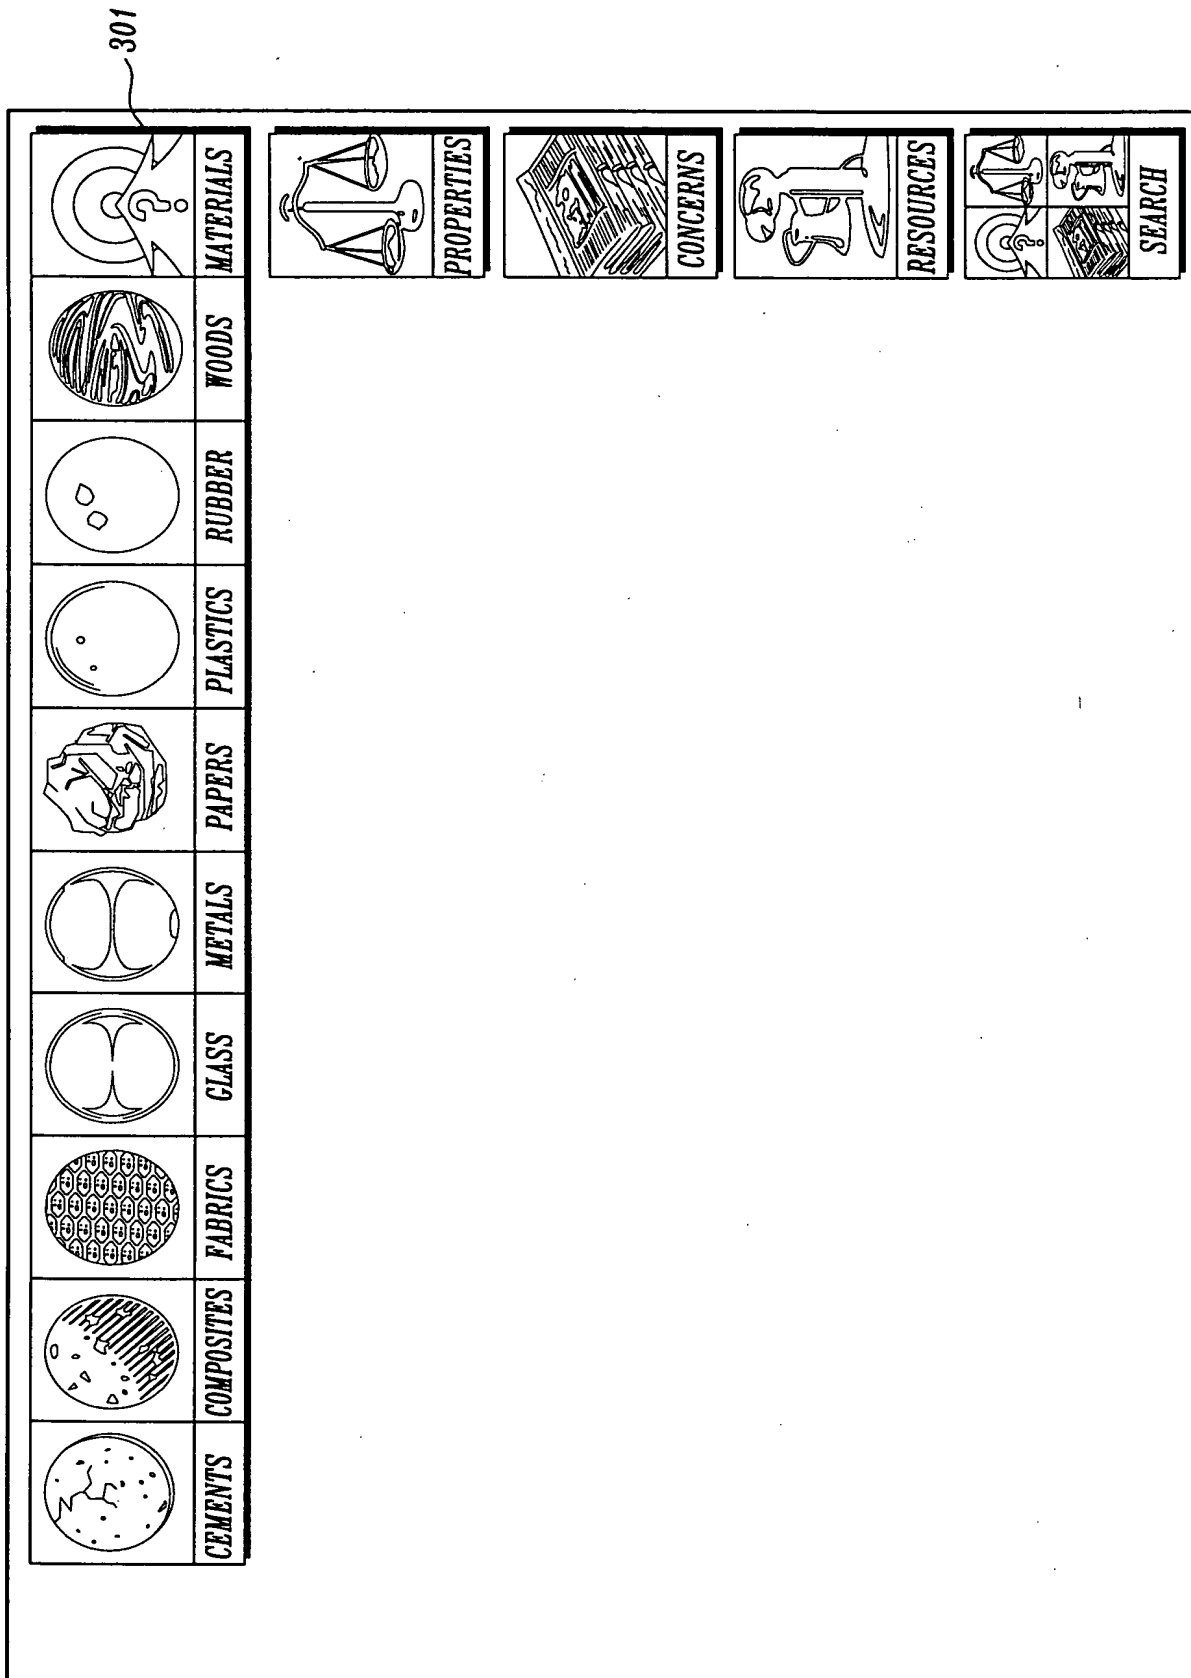 301
CEMENTS
COMPOSITES
FABRICS
GLASS
METALS
PAPERS
PLASTICS
RUBBER
WOODS
MATERIALS
PROPERTIES
CONCERNS
RESOURCES
SEARCH